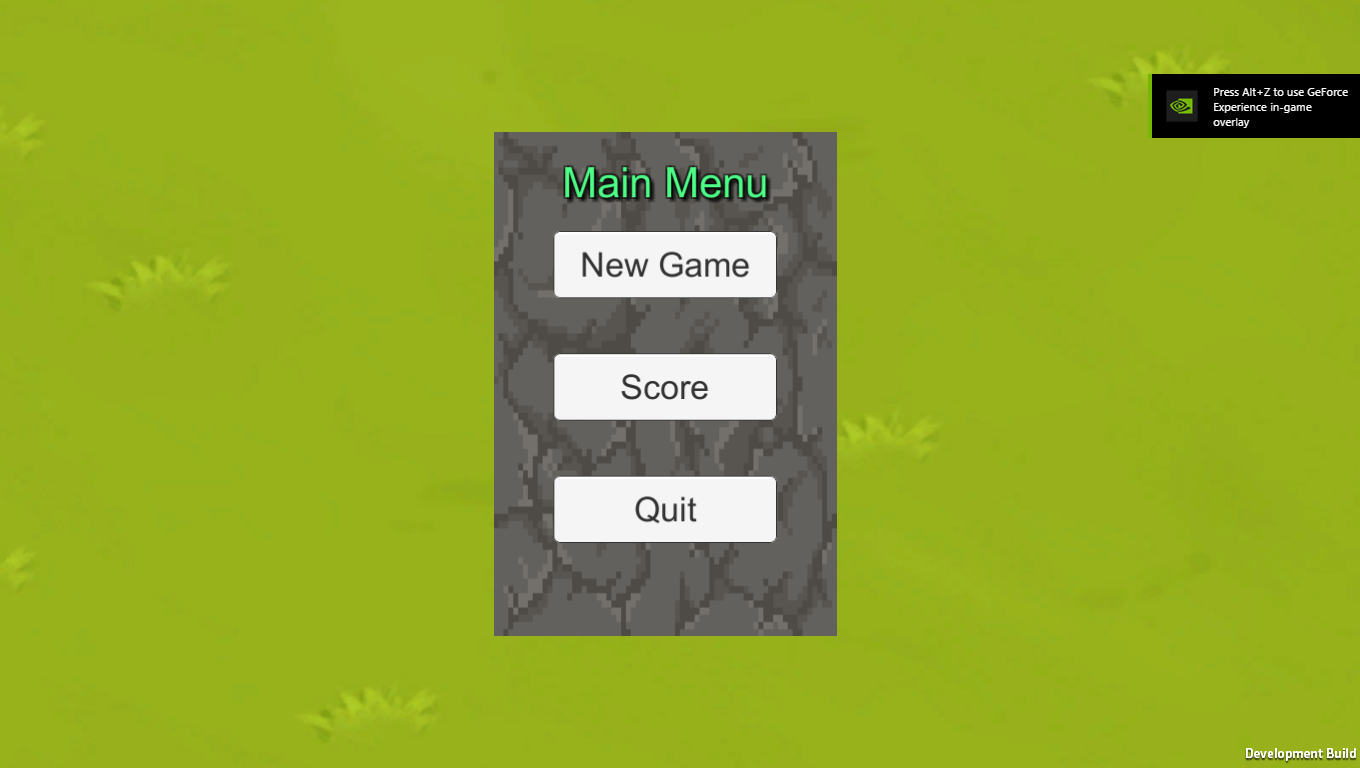 Press Alt+Z to use GeForce
Experience in-game
overlay
Main Menu
New Game
Score
Quit
Development Build